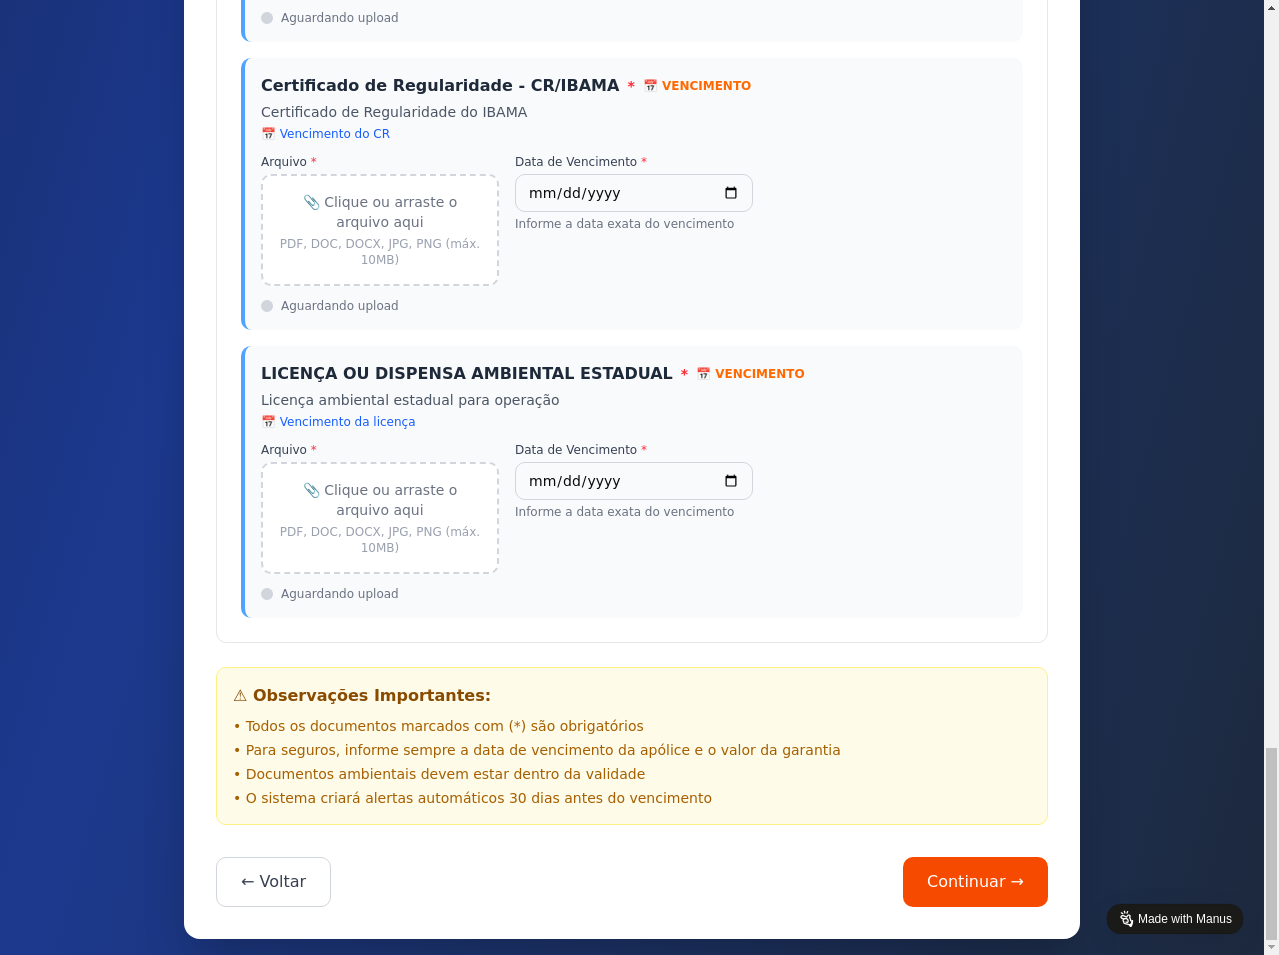 Aguardando upload
Certificado de Regularidade - CR/IBAMA * 📅 VENCIMENTO
Certificado de Regularidade do IBAMA
📅 Vencimento do CR
Arquivo * Data de Vencimento *
📎 Clique ou arraste o
arquivo aqui
PDF, DOC, DOCX, JPG, PNG (máx.
10MB)
mm/dd/yyyy
Informe a data exata do vencimento
Aguardando upload
LICENÇA OU DISPENSA AMBIENTAL ESTADUAL * 📅 VENCIMENTO
Licença ambiental estadual para operação
📅 Vencimento da licença
Arquivo * Data de Vencimento *
📎 Clique ou arraste o
arquivo aqui
PDF, DOC, DOCX, JPG, PNG (máx.
10MB)
mm/dd/yyyy
Informe a data exata do vencimento
Aguardando upload
⚠ Observações Importantes:
• Todos os documentos marcados com (*) são obrigatórios
• Para seguros, informe sempre a data de vencimento da apólice e o valor da garantia
• Documentos ambientais devem estar dentro da validade
• O sistema criará alertas automáticos 30 dias antes do vencimento
← Voltar
Continuar →
Made with Manus